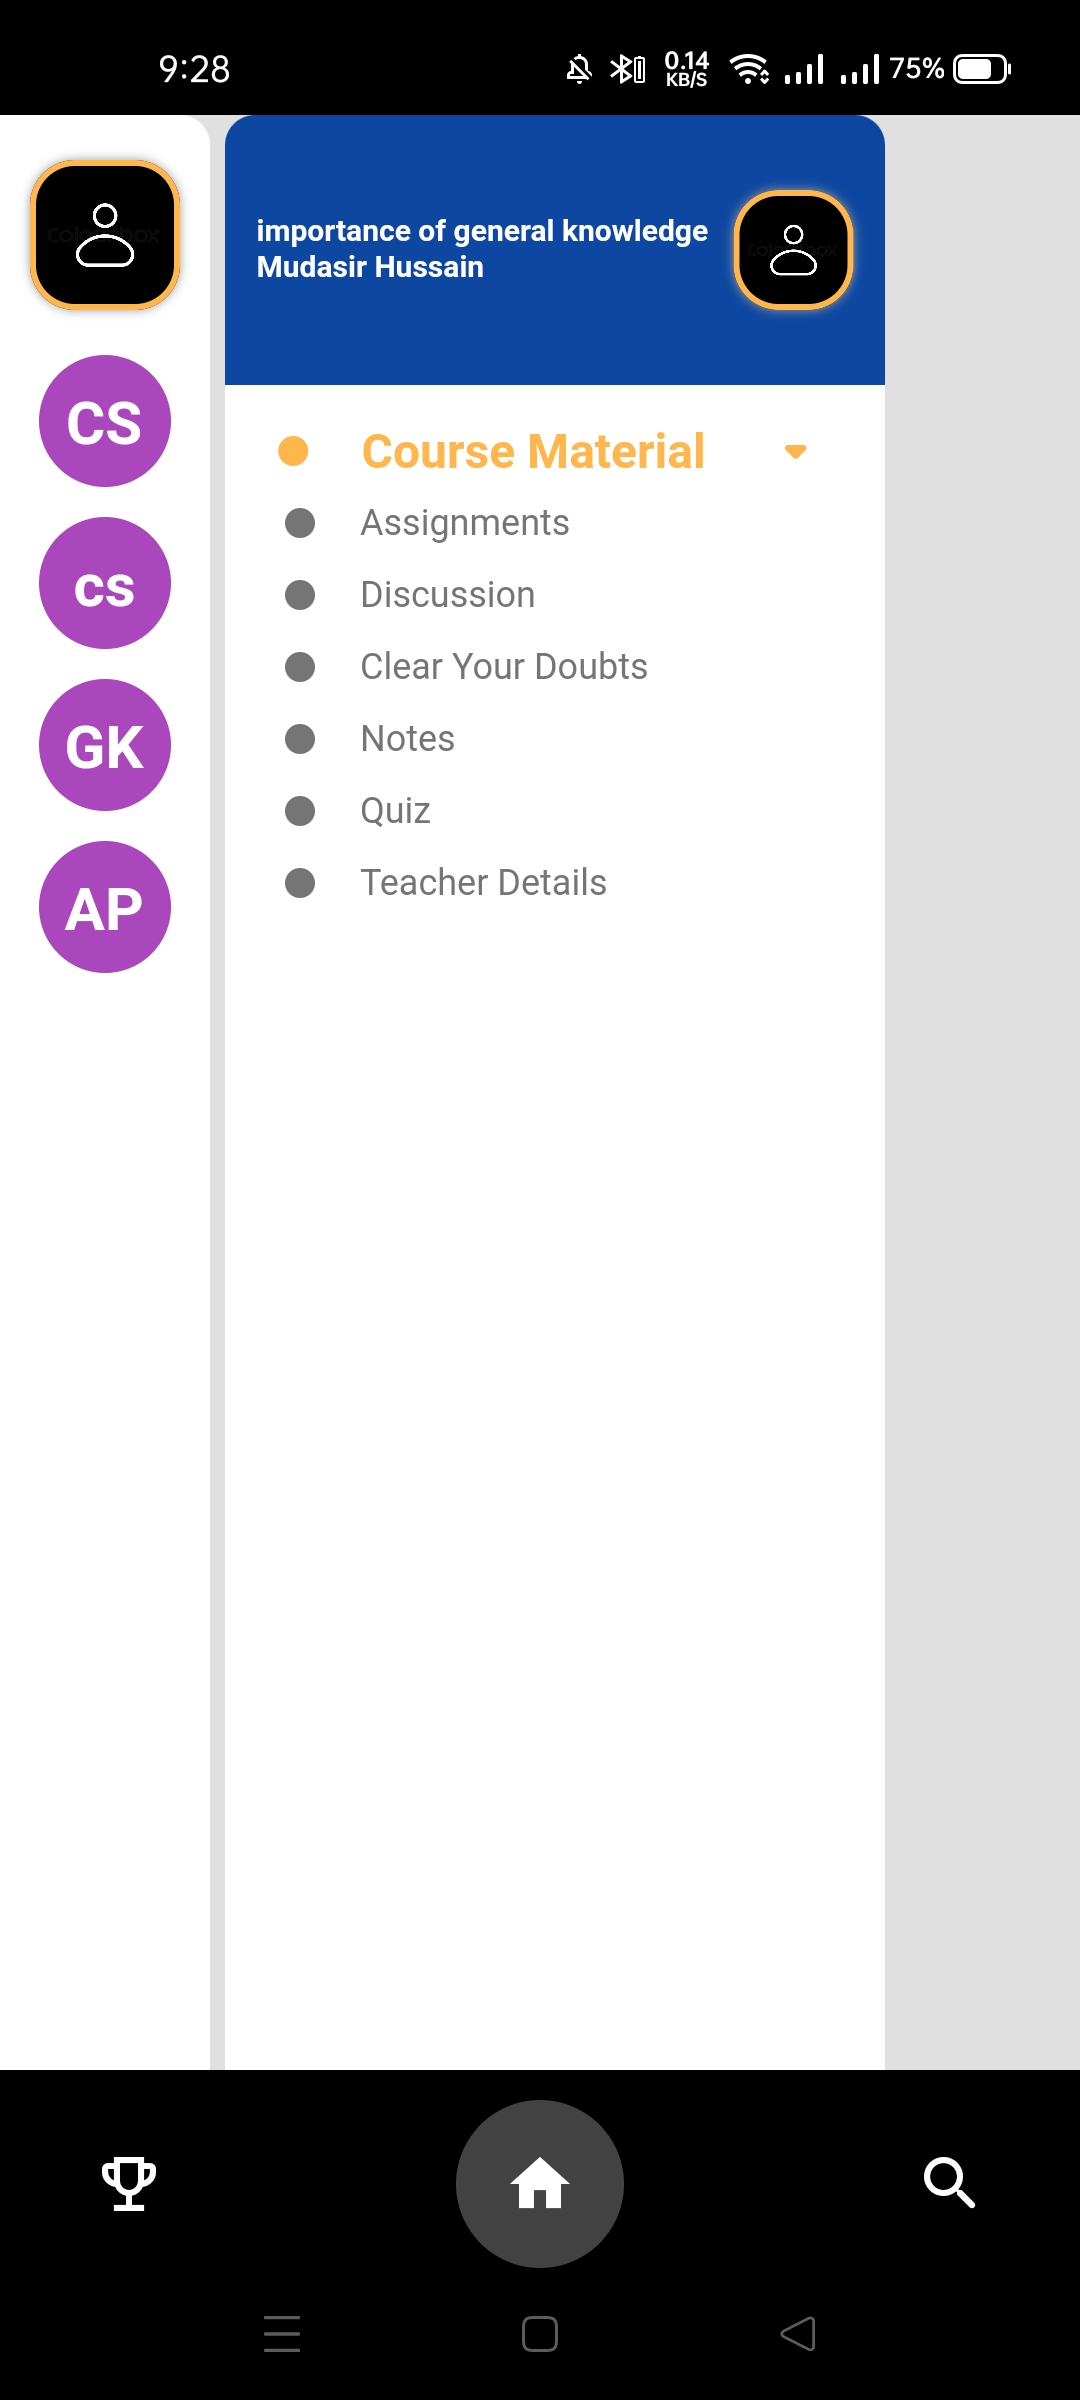 9:28
0.14
KB/S
75%
importance of general knowledge
Mudasir Hussain
CS
cs
GK
AP
Course Material
Assignments
Discussion
Clear Your Doubts
Notes
Quiz
Teacher Details